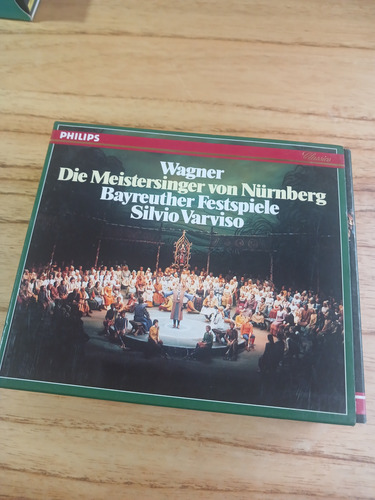 PHILIPS
Classics
Wagner
Die Meistersinger von Nürnberg
Bayreuther Festspiele
Silvio Varviso